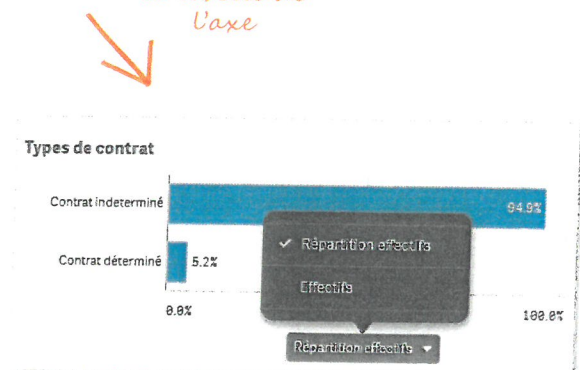 l'axe
Types de contrat
Contrat indeterminé
94.9%
✓ Répartition effectifs
Contrat déterminé
5.2%
Effectifs
0.0%
100.0%
Répartition effectifs ▾